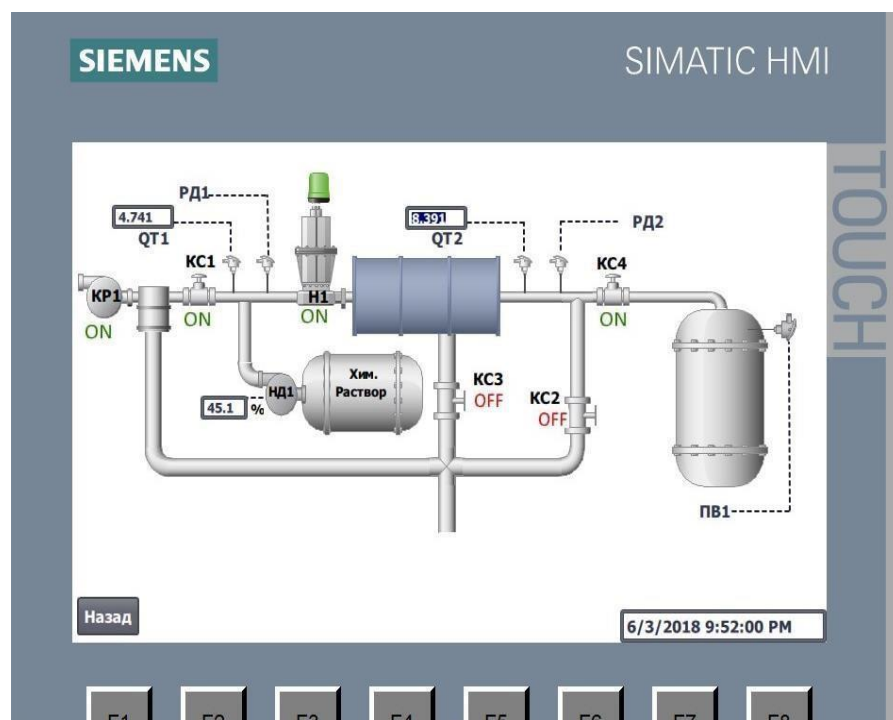 SIEMENS
SIMATIC HMI
TOUCH
РД1
4.741
QT1
8.391
QT2
РД2
КС1
КС4
КР1
ON
ON
Н1
ON
ON
Хим.
Раствор
НД1
45.1 %
КС3
OFF
КС2
OFF
ПВ1
Назад
6/3/2018 9:52:00 PM
F1 F2 F3 F4 F5 F6 F7 F8